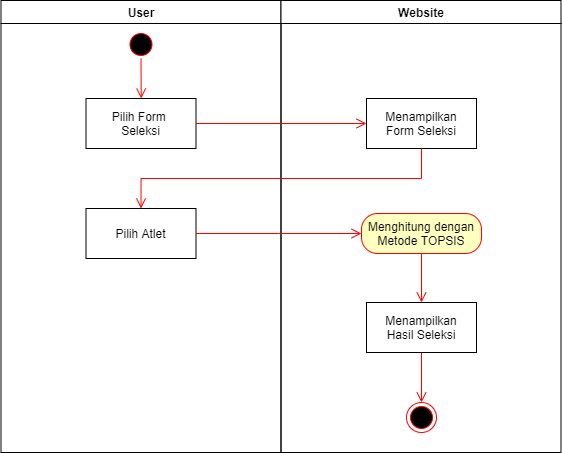 User
Website
Pilih Form
Seleksi
Menampilkan
Form Seleksi
Pilih Atlet
Menghitung dengan
Metode TOPSIS
Menampilkan
Hasil Seleksi